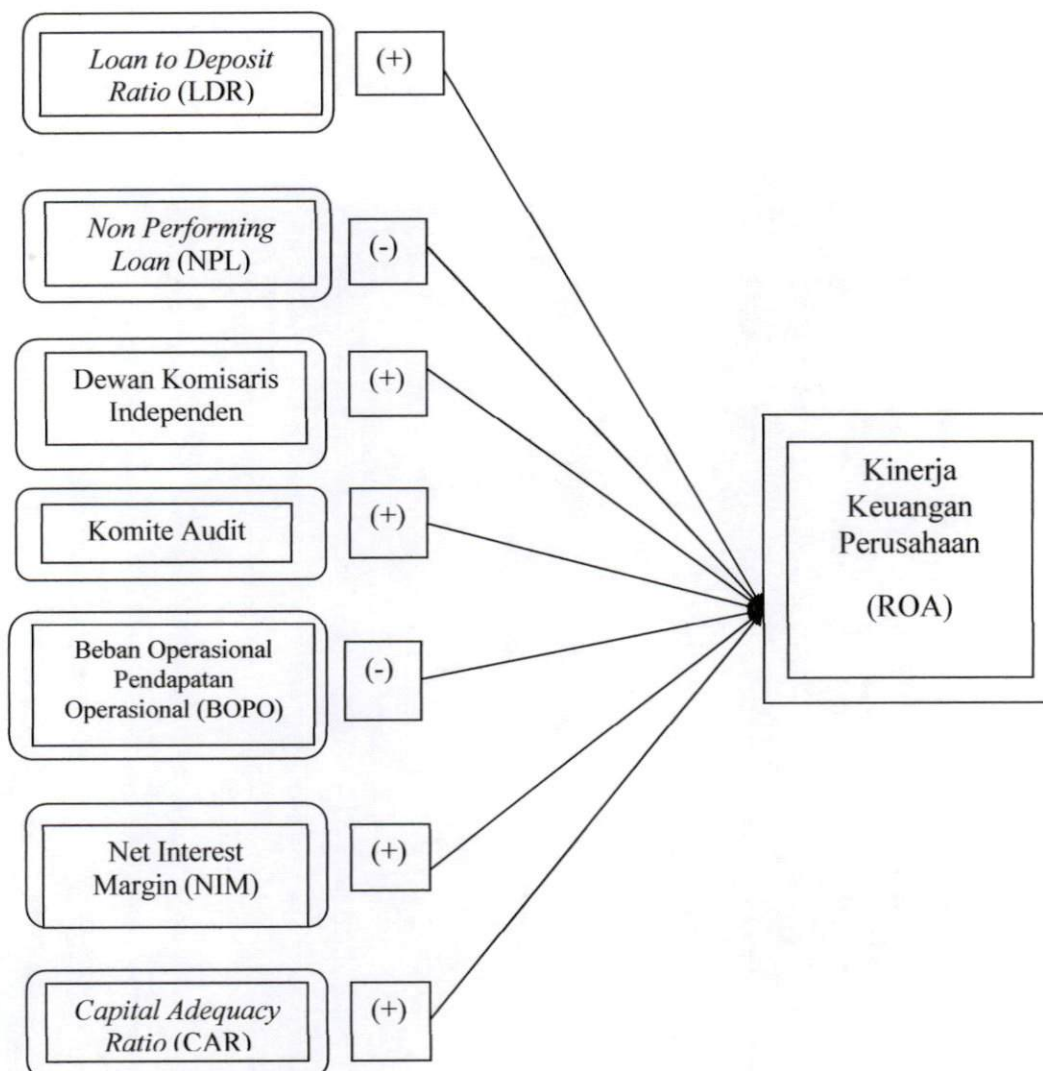 Loan to Deposit
Ratio (LDR)
(+)
Non Performing
Loan (NPL)
(-)
Dewan Komisaris
Independen
(+)
Komite Audit
(+)
Beban Operasional
Pendapatan
Operasional (BOPO)
(-)
Net Interest
Margin (NIM)
(+)
Capital Adequacy
Ratio (CAR)
(+)
Kinerja
Keuangan
Perusahaan
(ROA)